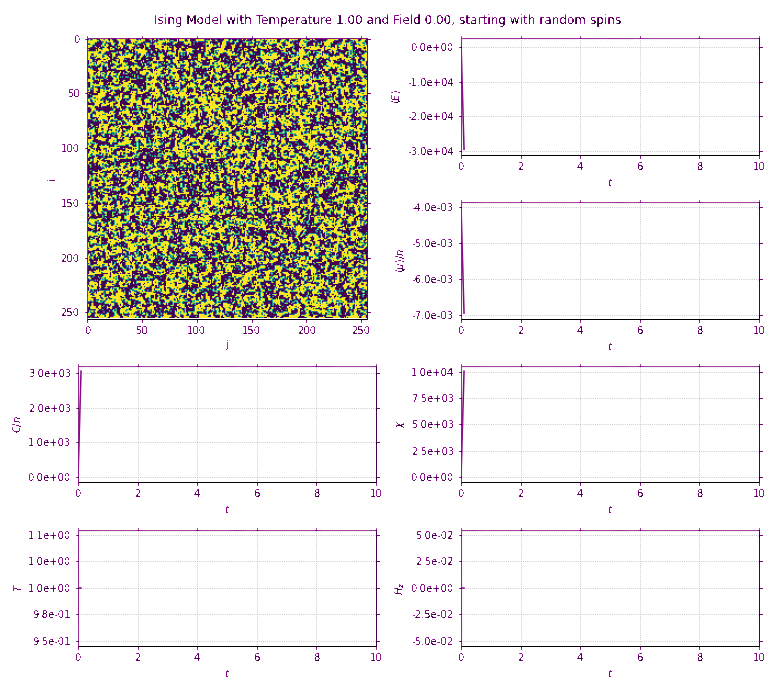 Ising Model with Temperature 1.00 and Field 0.00, starting with random spins
0
50
100
150
200
250
i
0 50 100 150 200 250
j
0.0e+00
-1.0e+04
-2.0e+04
-3.0e+04
⟨E⟩
0 2 4 6 8 10
t
-4.0e-03
-5.0e-03
-6.0e-03
-7.0e-03
⟨μ⟩/n
0 2 4 6 8 10
t
3.0e+03
2.0e+03
1.0e+03
0.0e+00
C/n
0 2 4 6 8 10
t
1.0e+04
7.5e+03
5.0e+03
2.5e+03
0.0e+00
χ
0 2 4 6 8 10
t
1.1e+00
1.0e+00
1.0e+00
9.8e-01
9.5e-01
T
0 2 4 6 8 10
t
5.0e-02
2.5e-02
0.0e+00
-2.5e-02
-5.0e-02
Hz
0 2 4 6 8 10
t